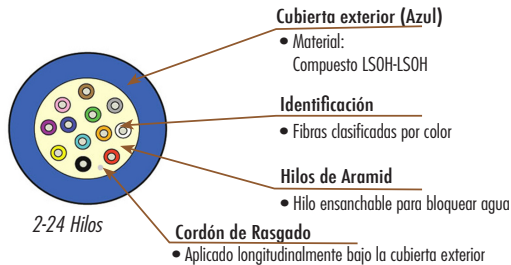 Cubierta exterior (Azul)
• Material:
Compuesto LSOH-LSOH
Identificación
• Fibras clasificadas por color
Hilos de Aramid
• Hilo ensanchable para bloquear agua
2-24 Hilos
Cordón de Rasgado
• Aplicado longitudinalmente bajo la cubierta exterior